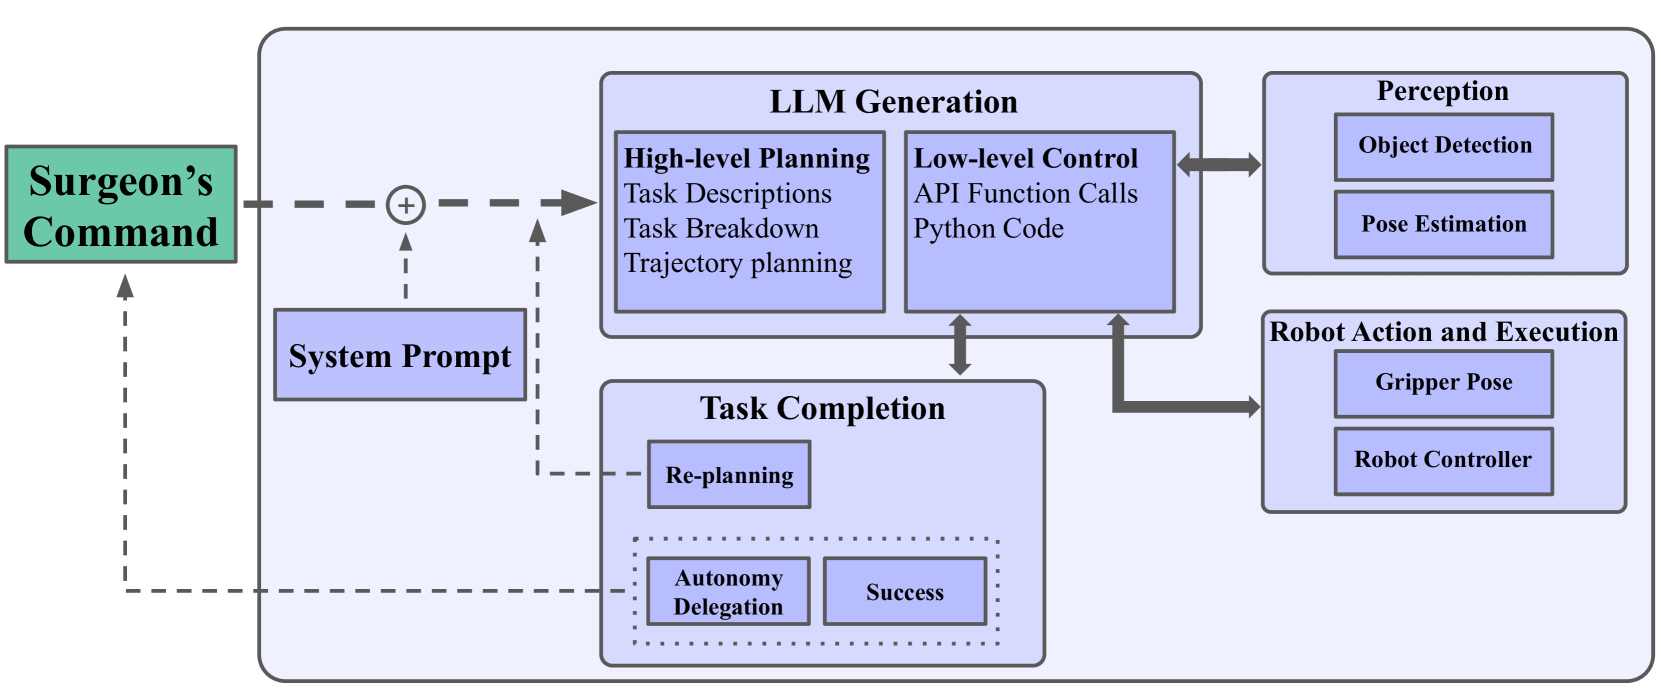 Surgeon’s
Command
+
System Prompt
LLM Generation
High-level Planning
Task Descriptions
Task Breakdown
Trajectory planning
Low-level Control
API Function Calls
Python Code
Perception
Object Detection
Pose Estimation
Robot Action and Execution
Gripper Pose
Robot Controller
Task Completion
Re-planning
Autonomy
Delegation
Success